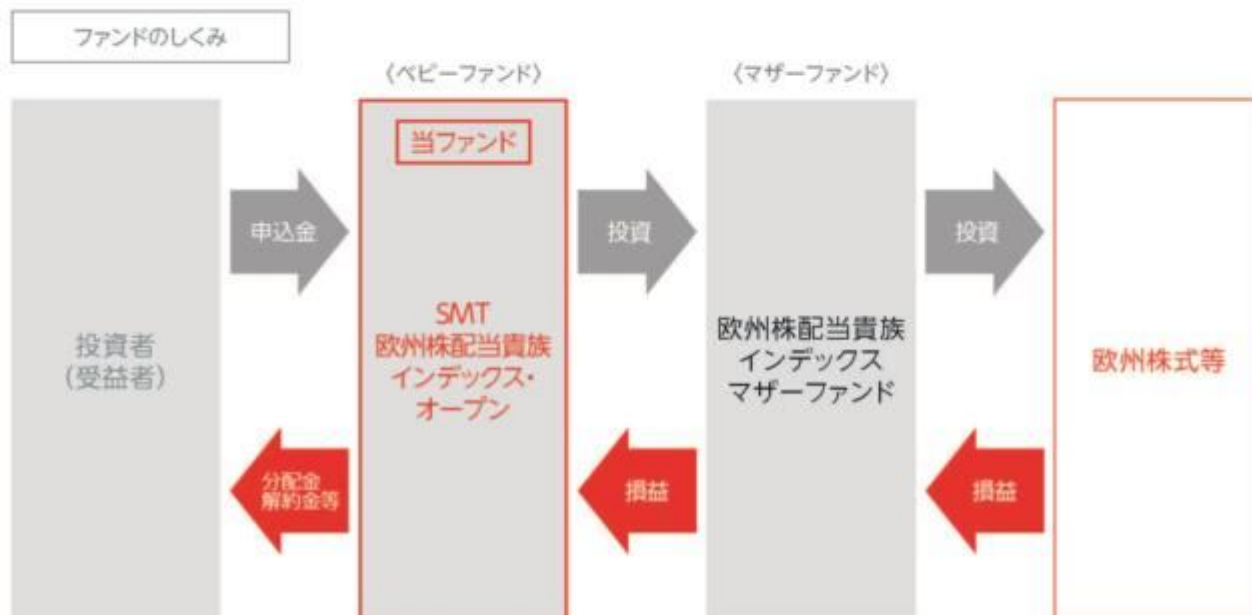 ファンドのしくみ
〈ベビーファンド〉
〈マザーファンド〉
当ファンド
申込金
投資
投資
投資者
(受益者)
SMT
欧州株配当貴族
インデックス・
オープン
欧州株配当貴族
インデックス
マザーファンド
欧州株式等
分配金
解約金等
損益
損益